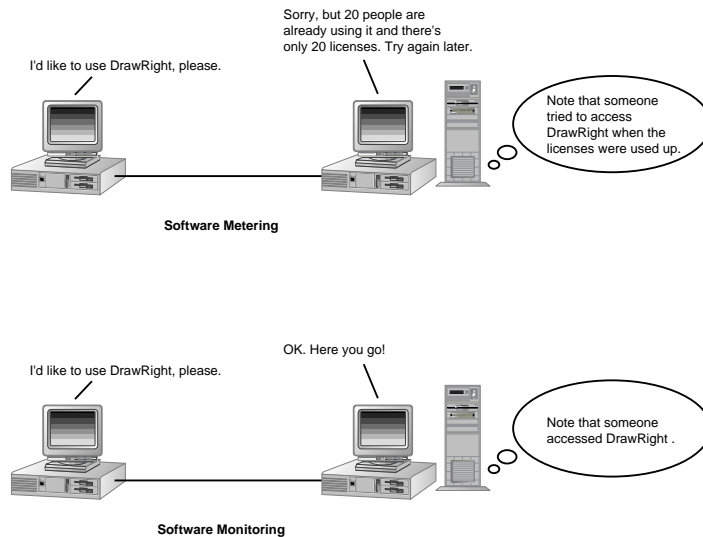 Sorry, but 20 people are
already using it and there's
only 20 licenses. Try again later.
I'd like to use DrawRight, please.
Note that someone
tried to access
DrawRight when the
licenses were used up.
Software Metering
OK. Here you go!
I'd like to use DrawRight, please.
Note that someone
accessed DrawRight .
Software Monitoring